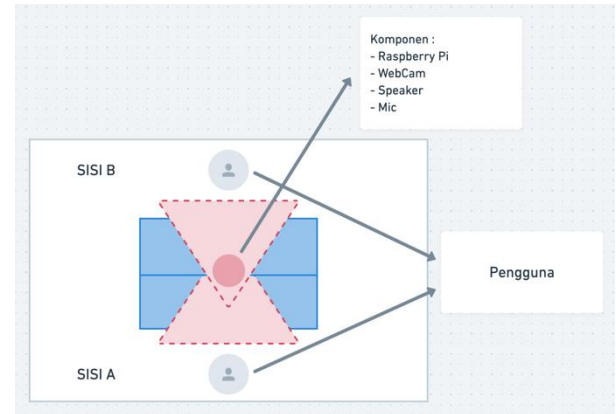 Komponen :
- Raspberry Pi
- WebCam
- Speaker
- Mic
SISI B
Pengguna
SISI A